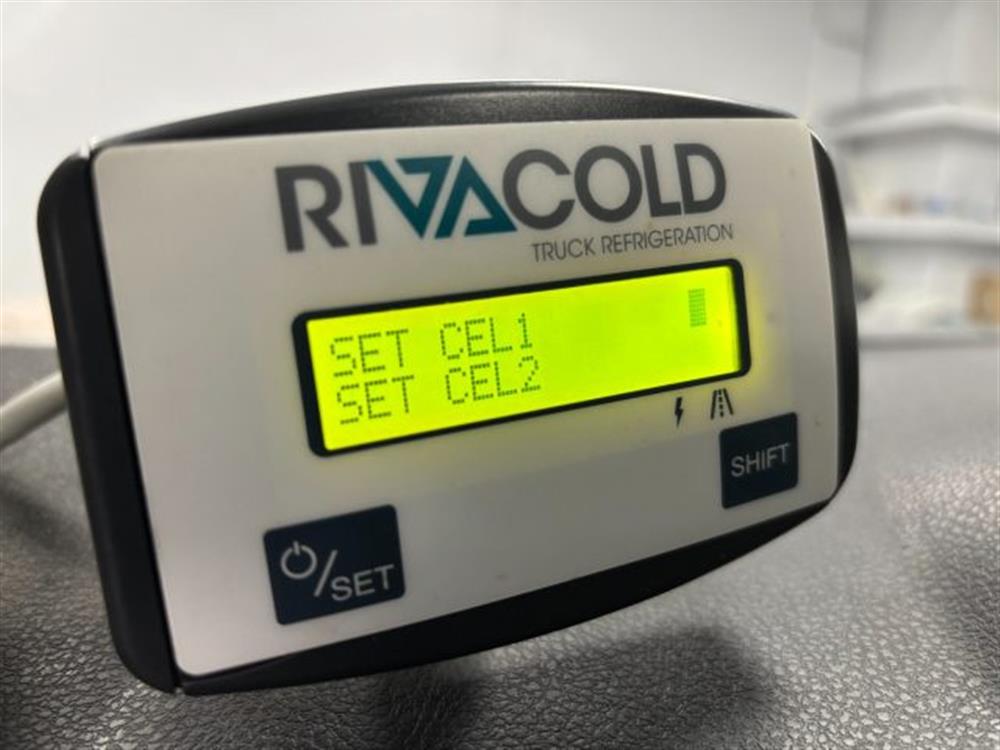 RIVACOLD
TRUCK REFRIGERATION
SET CEL1
SET CEL2
SHIFT
/SET